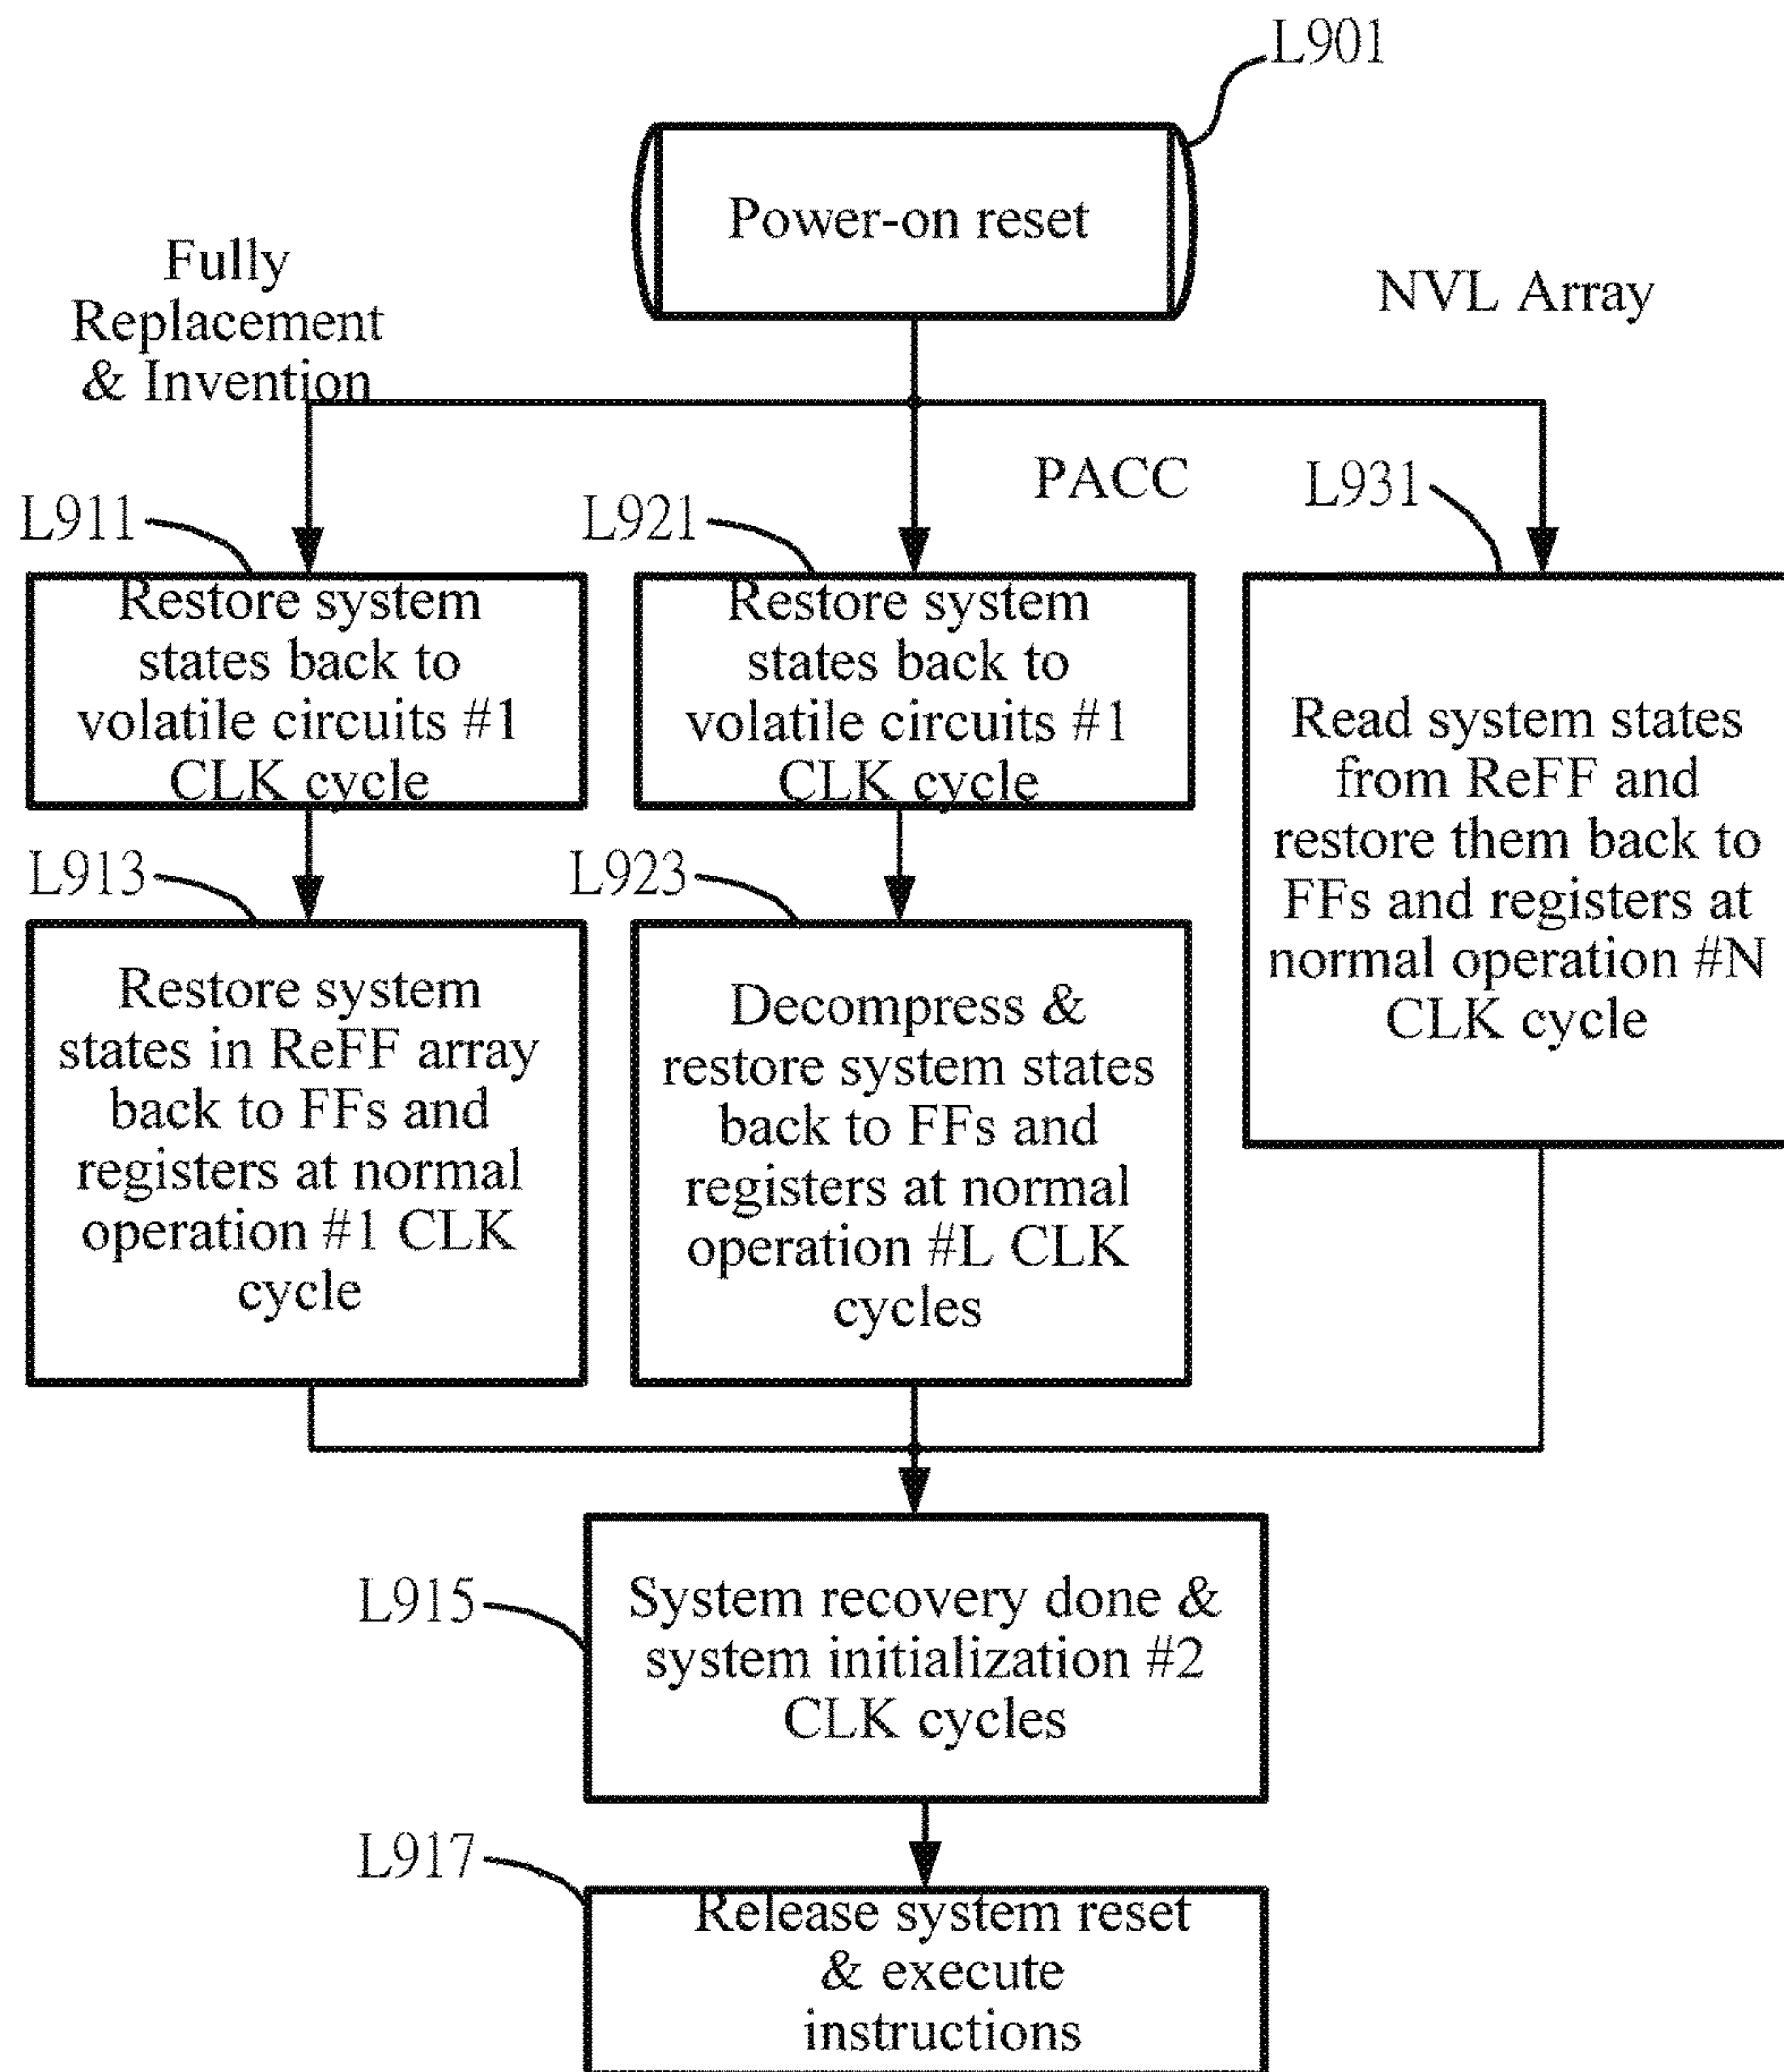 L901
Power-on reset
Fully
Replacement
& Invention
NVL Array
PACC
L911
Restore system
states back to
volatile circuits #1
CLK cycle
L921
Restore system
states back to
volatile circuits #1
CLK cycle
L931
Read system states
from ReFF and
restore them back to
FFs and registers at
normal operation #N
CLK cycle
L913
Restore system
states in ReFF array
back to FFs and
registers at normal
operation #1 CLK
cycle
L923
Decompress &
restore system states
back to FFs and
registers at normal
operation #L CLK
cycles
L915
System recovery done &
system initialization #2
CLK cycles
L917
Release system reset
& execute
instructions